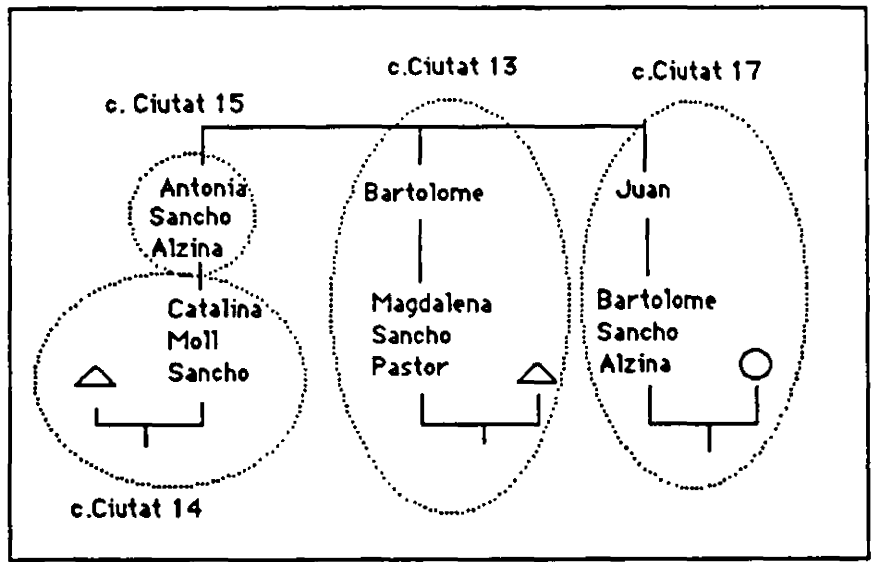 c.Ciutat 13
c.Ciutat 17
c. Ciutat 15
Antonia
Sancho
Alzina
Bartolome
Juan
Catalina
Moll
Sancho
Magdalena
Sancho
Pastor
Bartolome
Sancho
Alzina
c.Ciutat 14